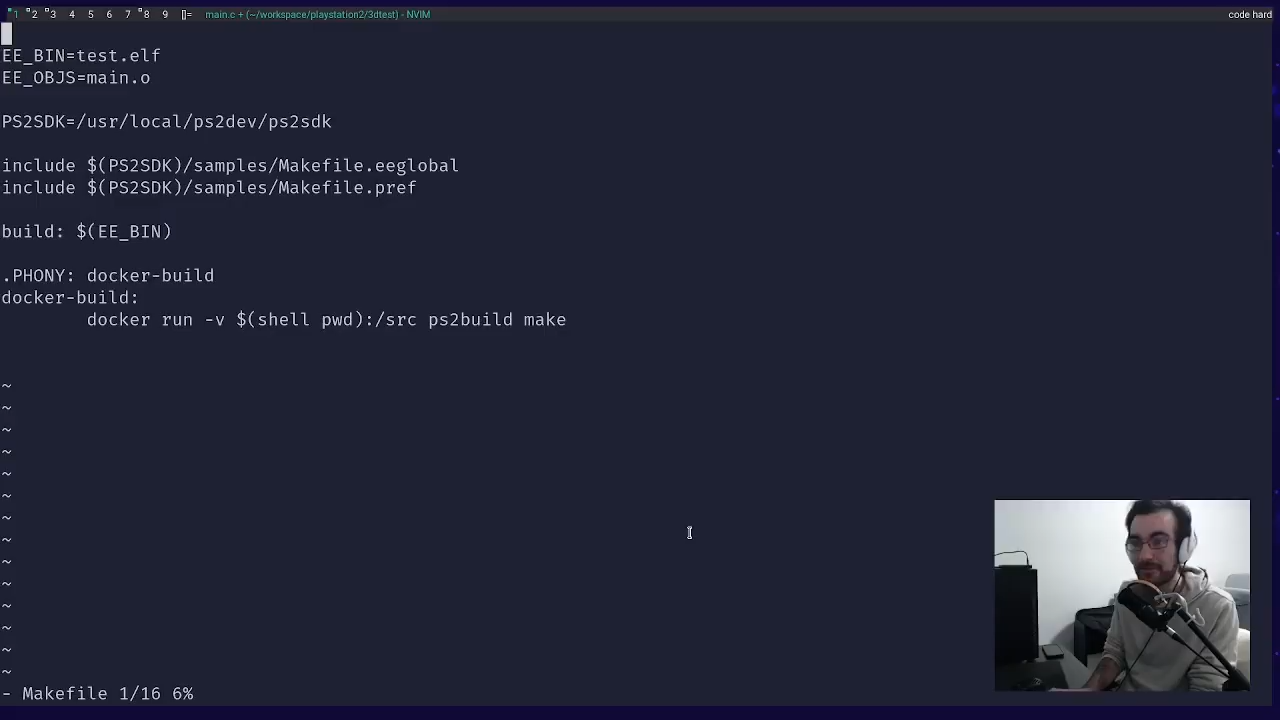 1 2 3 4 5 6 7 8 9 []= main.c + (~/workspace/playstation2/3dtest) - NVIM code hard
EE_BIN=test.elf
EE_OBJS=main.o
PS2SDK=/usr/local/ps2dev/ps2sdk
include $(PS2SDK)/samples/Makefile.eeglobal
include $(PS2SDK)/samples/Makefile.pref
build: $(EE_BIN)
.PHONY: docker-build
docker-build:
docker run -v $(shell pwd):/src ps2build make
~
~
~
~
~
~
~
~
~
~
~
~
~
~
- Makefile 1/16 6%